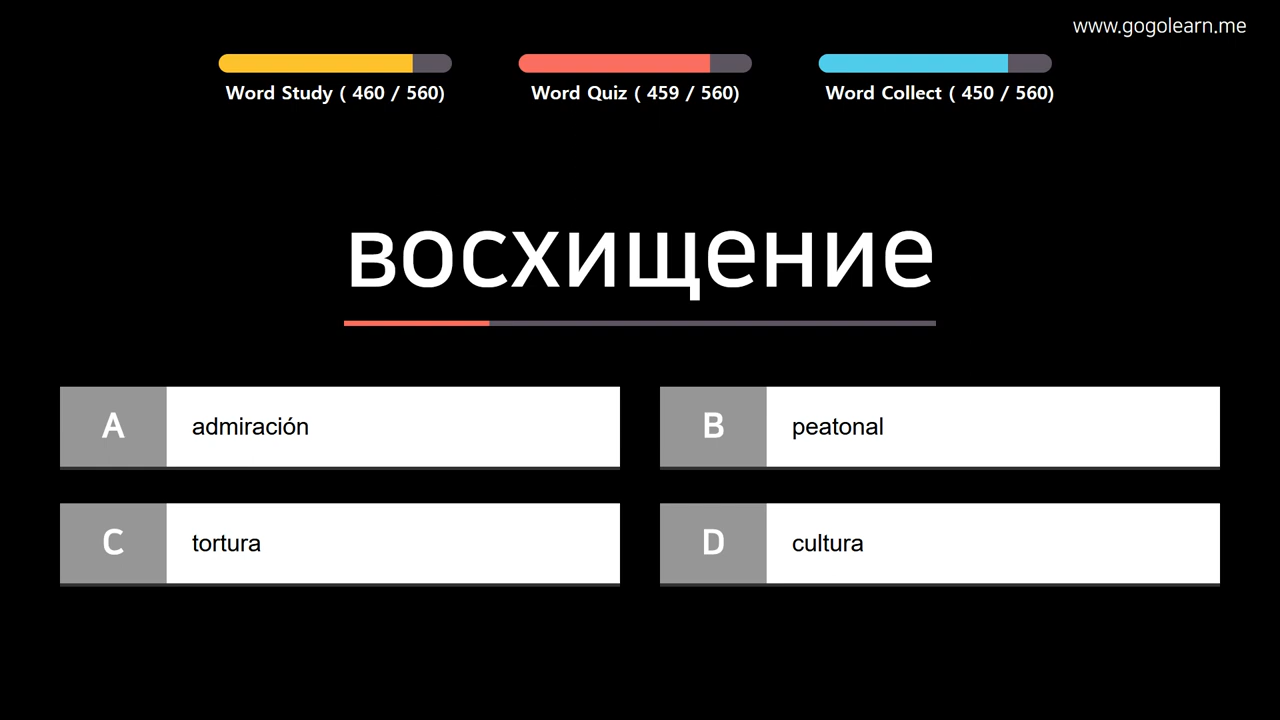 www.gogolearn.me
Word Study ( 460 / 560)
Word Quiz ( 459 / 560)
Word Collect ( 450 / 560)
восхищение
A admiración
B peatonal
C tortura
D cultura